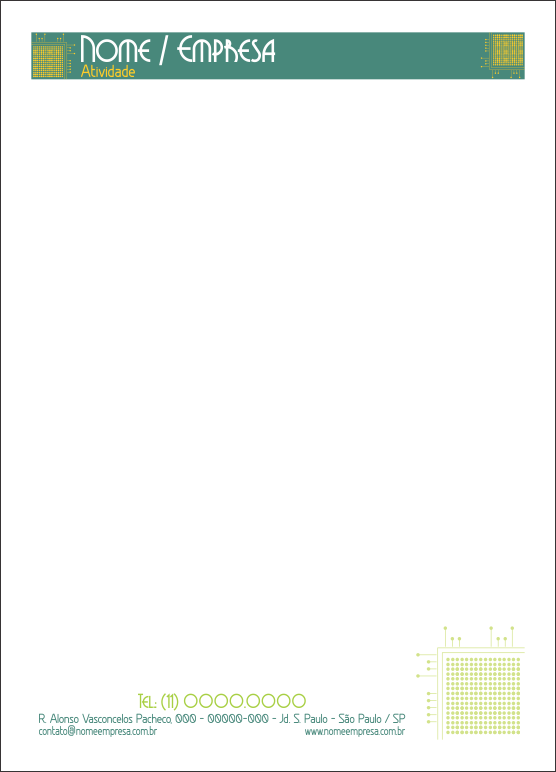 Nome / Empresa
Atividade
Tel: (11) 0000.0000
R. Alonso Vasconcelos Pacheco, 000 - 00000-000 - Jd. S. Paulo - São Paulo / SP
contato@nomeempresa.com.br www.nomeempresa.com.br